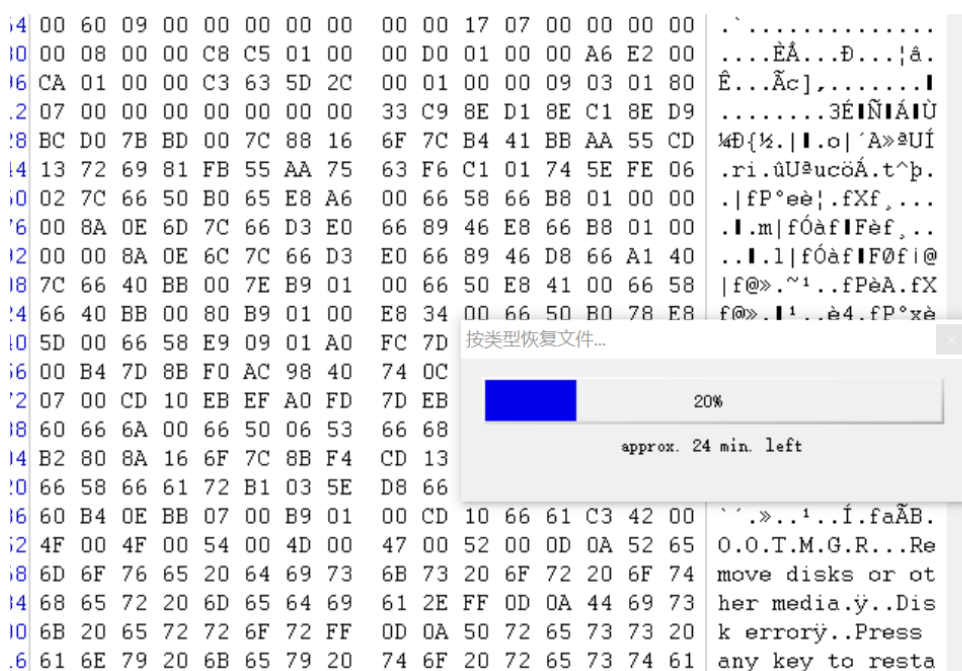 00 60 09 00 00 00 00 00 00 00 17 07 00 00 00 00 .`..............
00 08 00 00 C8 C5 01 00 00 D0 01 00 00 A6 E2 00 ....ÈÅ...Ð...¦â.
CA 01 00 00 C3 63 5D 2C 00 01 00 00 09 03 01 80 Ê...Ãc],.......▌
07 00 00 00 00 00 00 00 33 C9 8E D1 8E C1 8E D9 ........3É▌Ñ▌Á▌Ù
BC D0 7B BD 00 7C 88 16 6F 7C B4 41 BB AA 55 CD ¼Ð{½.|▌.o|´A»ªUÍ
13 72 69 81 FB 55 AA 75 63 F6 C1 01 74 5E FE 06 .ri.ûUªucöÁ.t^þ.
02 7C 66 50 B0 65 E8 A6 00 66 58 66 B8 01 00 00 .|fP°eè¦.fXf¸...
00 8A 0E 6D 7C 66 D3 E0 66 89 46 E8 66 B8 01 00 .▌.m|fÓàf▌Fèf¸..
00 00 8A 0E 6C 7C 66 D3 E0 66 89 46 D8 66 A1 40 ..▌.l|fÓàf▌FØf¡@
7C 66 40 BB 00 7E B9 01 00 66 50 E8 41 00 66 58 |f@».~¹..fPèA.fX
66 40 BB 00 80 B9 01 00 E8 34 00 66 50 B0 78 E8 f@».▌¹..è4.fP°xè
5D 00 66 58 E9 09 01 A0 FC 7D
按类型恢复文件...
00 B4 7D 8B F0 AC 98 40 74 0C
07 00 CD 10 EB EF A0 FD 7D EB
20%
60 66 6A 00 66 50 06 53 66 68
approx. 24 min. left
B2 80 8A 16 6F 7C 8B F4 CD 13
66 58 66 61 72 B1 03 5E D8 66
60 B4 0E BB 07 00 B9 01 00 CD 10 66 61 C3 42 00 `´.»..¹..Í.faÃB.
4F 00 4F 00 54 00 4D 00 47 00 52 00 0D 0A 52 65 O.O.T.M.G.R...Re
6D 6F 76 65 20 64 69 73 6B 73 20 6F 72 20 6F 74 move disks or ot
68 65 72 20 6D 65 64 69 61 2E FF 0D 0A 44 69 73 her media.ÿ..Dis
6B 20 65 72 72 6F 72 FF 0D 0A 50 72 65 73 73 20 k errorÿ..Press
61 6E 79 20 6B 65 79 20 74 6F 20 72 65 73 74 61 any key to resta